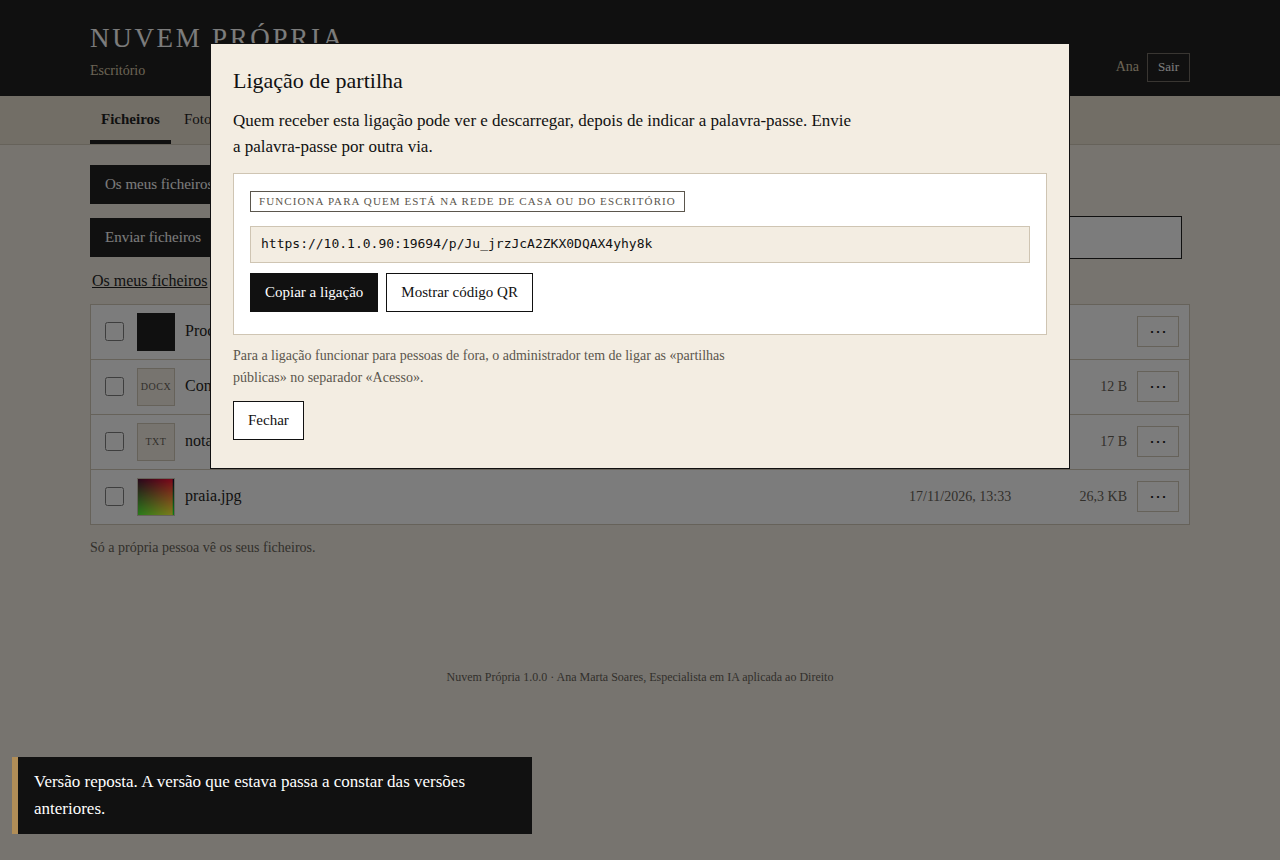 NUVEM PRÓPRIA
Escritório
Ana
Sair
Ficheiros
Ligação de partilha
Quem receber esta ligação pode ver e descarregar, depois de indicar a palavra-passe. Envie
a palavra-passe por outra via.
FUNCIONA PARA QUEM ESTÁ NA REDE DE CASA OU DO ESCRITÓRIO
https://10.1.0.90:19694/p/Ju_jrzJcA2ZKX0DQAX4yhy8k
Copiar a ligação
Mostrar código QR
Para a ligação funcionar para pessoas de fora, o administrador tem de ligar as «partilhas
públicas» no separador «Acesso».
Fechar
Os meus ficheiros
Enviar ficheiros
Os meus ficheiros
DOCX
12 B
TXT
17 B
praia.jpg
17/11/2026, 13:33
26,3 KB
Só a própria pessoa vê os seus ficheiros.
Nuvem Própria 1.0.0 · Ana Marta Soares, Especialista em IA aplicada ao Direito
Versão reposta. A versão que estava passa a constar das versões
anteriores.